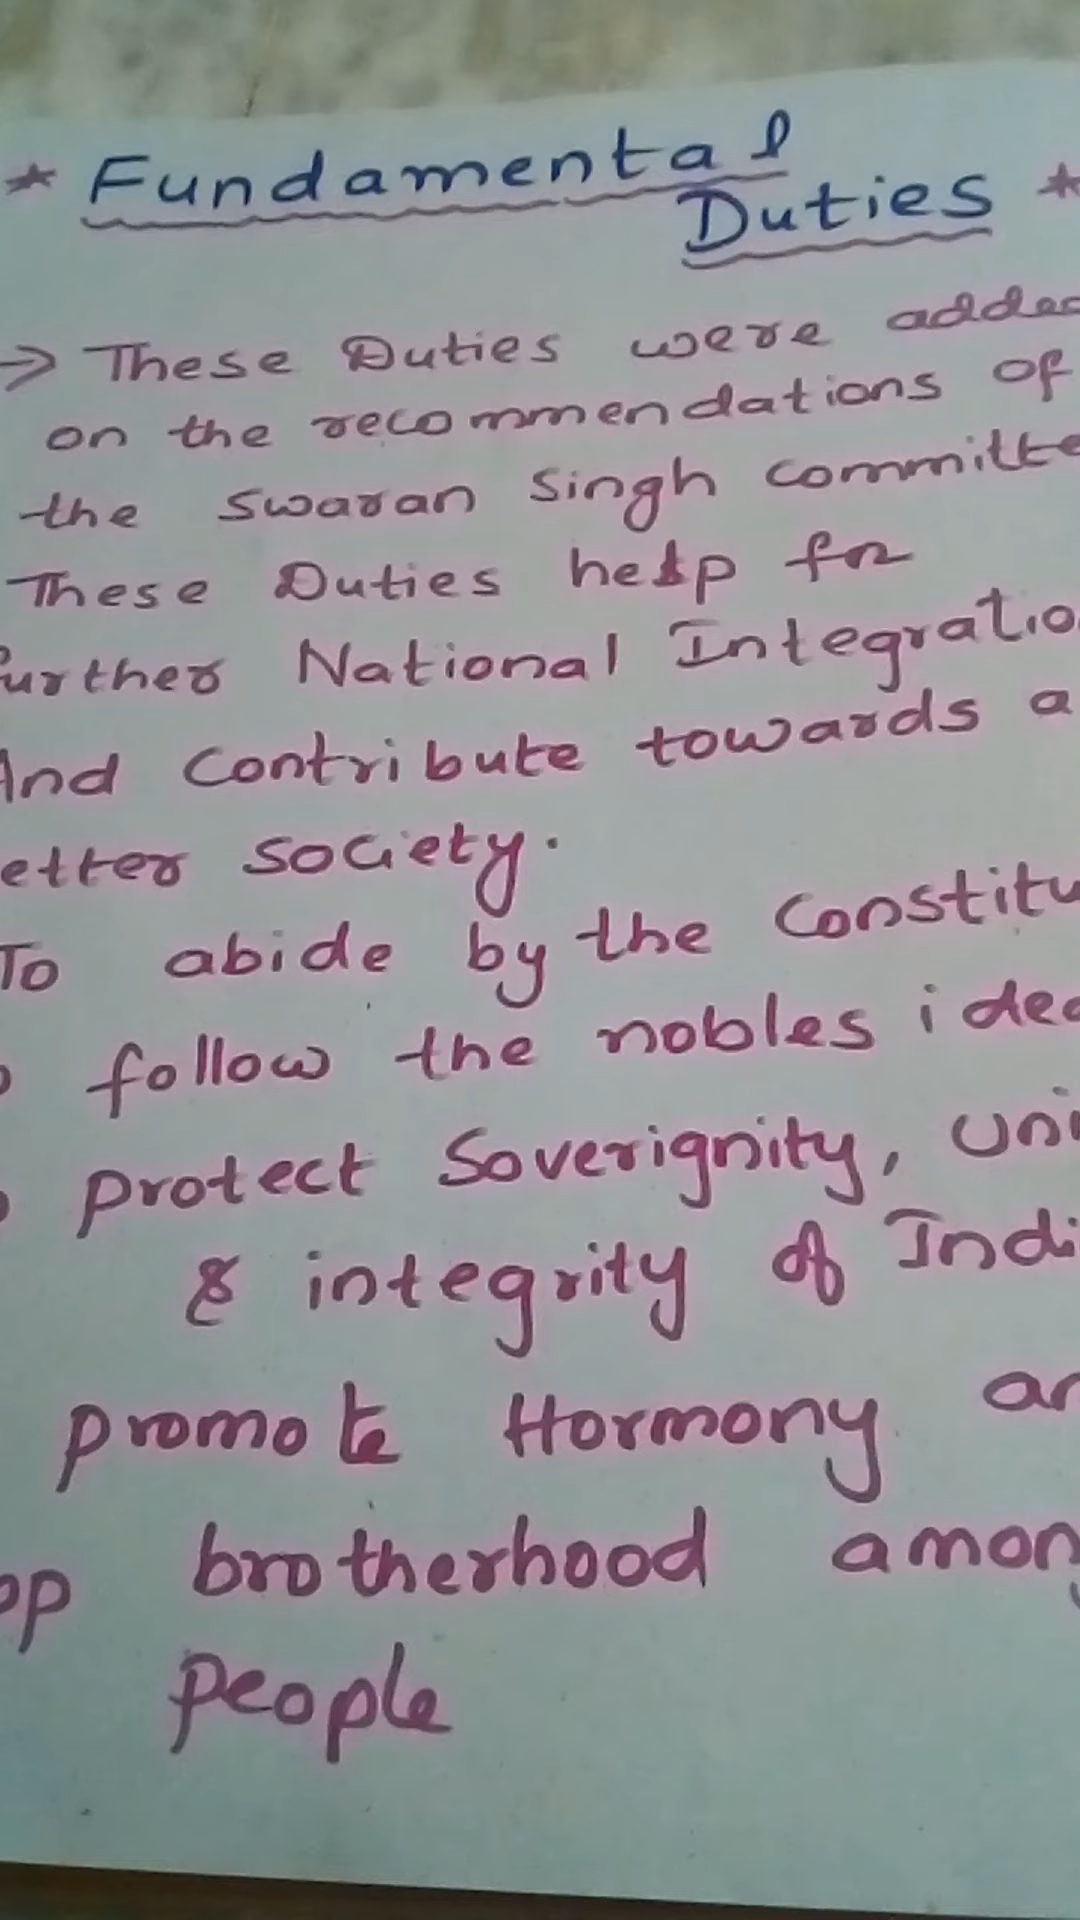 * Fundamental
Duties *
→ These Duties were added
on the recommendations of
the Swaran Singh committe
These Duties help for
further National Integratio
And contribute towards a
etter society.
To abide by the Constitu
follow the nobles idea
protect Soverignity, Uni
& integrity of Indi
promote Hormony an
op brotherhood among
people